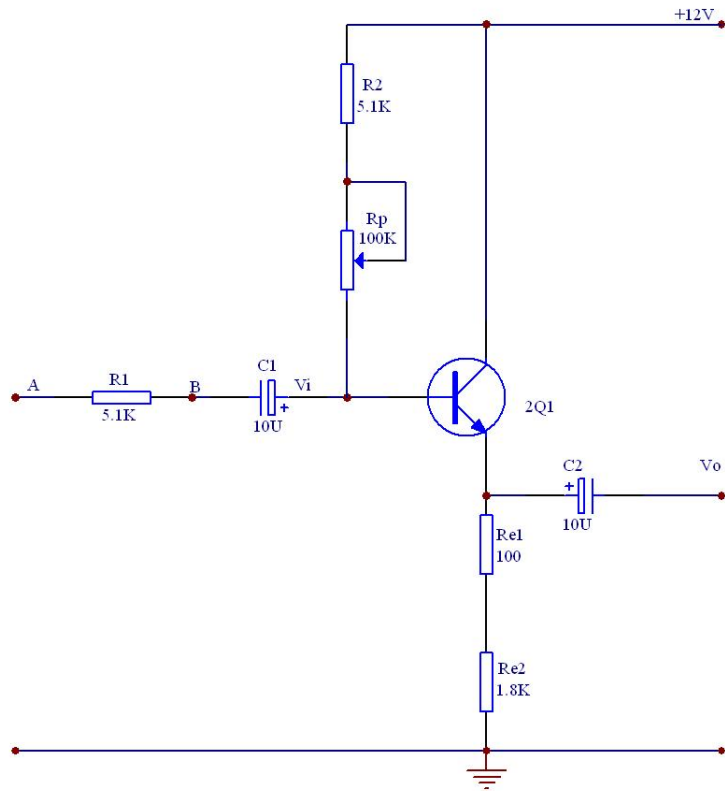 +12V
R2
5.1K
Rp
100K
A
R1
5.1K
B
C1
+
10U
Vi
2Q1
C2
+
10U
Vo
Re1
100
Re2
1.8K